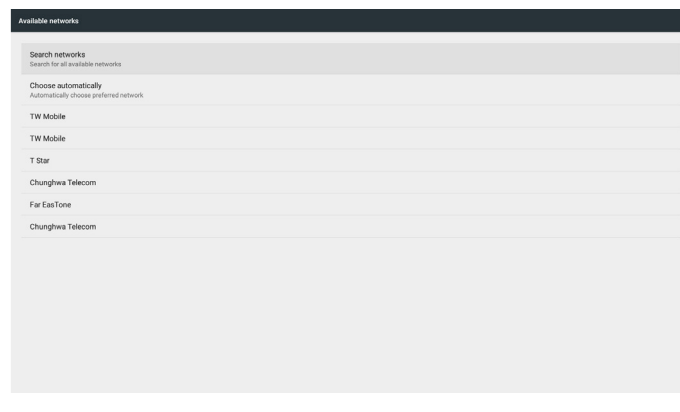 Available networks
Search networks
Search for all available networks
Choose automatically
Automatically choose preferred network
TW Mobile
TW Mobile
T Star
Chunghwa Telecom
Far EasTone
Chunghwa Telecom